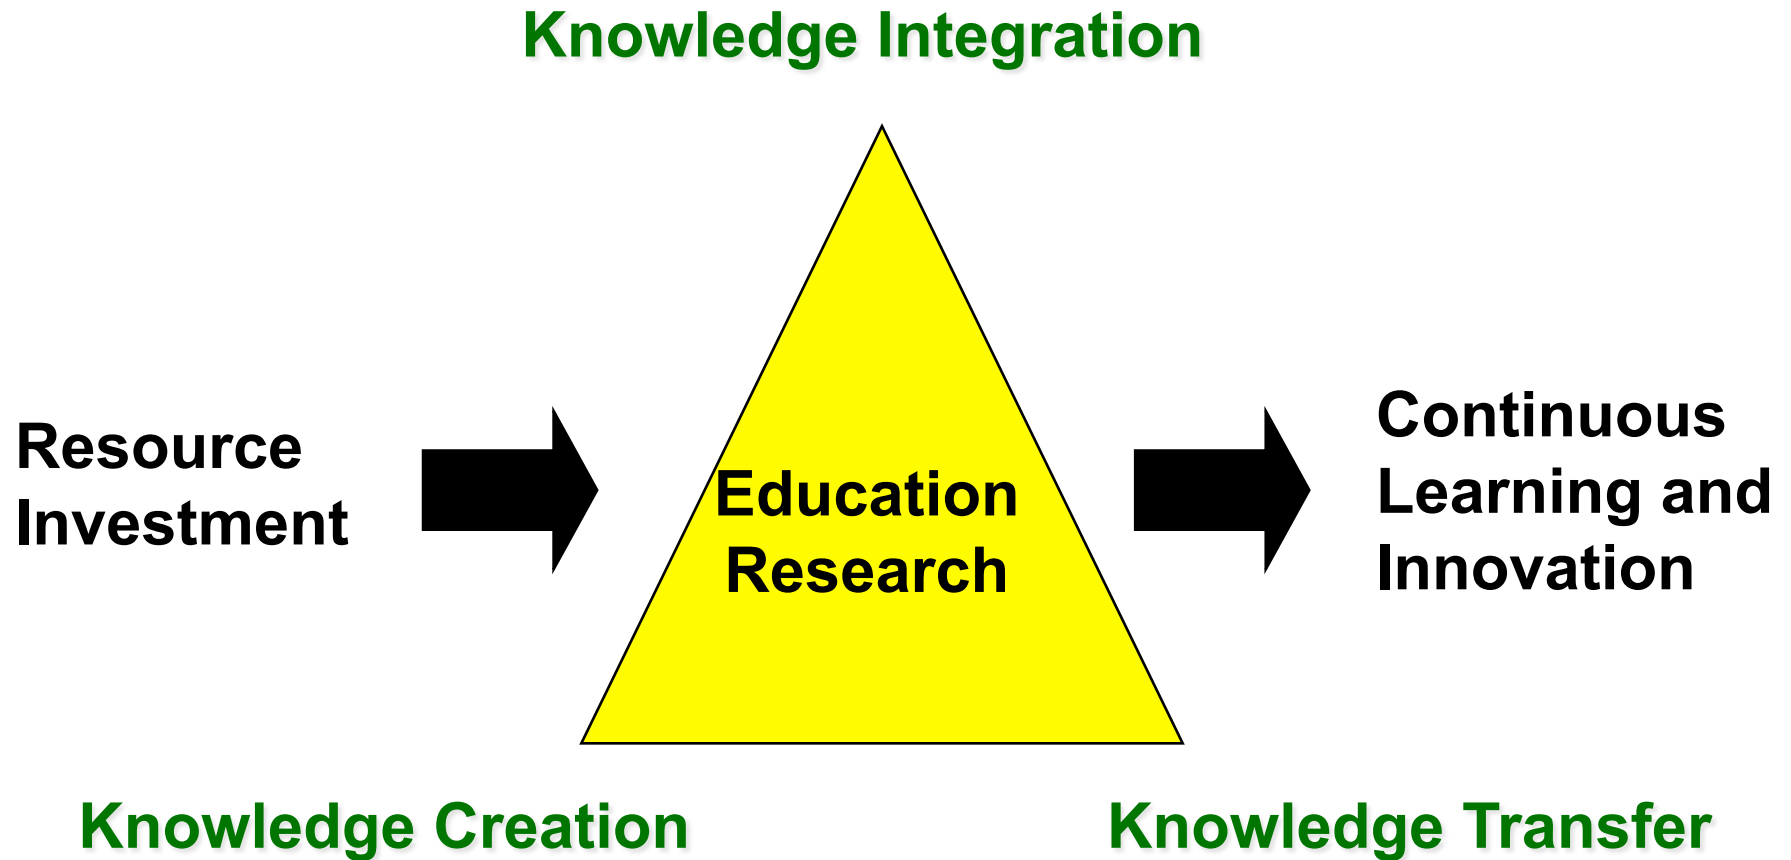 Knowledge Integration
Resource
Investment
Education
Research
Continuous
Learning and
Innovation
Knowledge Creation
Knowledge Transfer